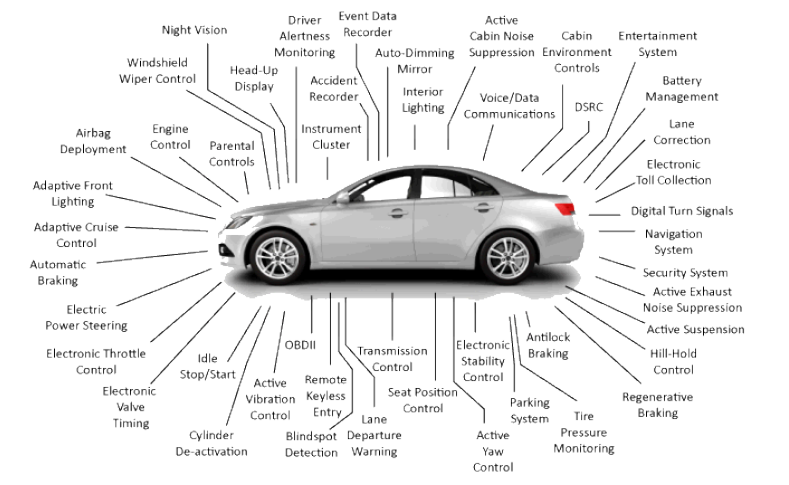 Night Vision
Driver
Alertness
Monitoring
Event Data
Recorder
Auto-Dimming
Mirror
Active
Cabin Noise
Suppression
Cabin
Environment
Controls
Entertainment
System
Windshield
Wiper Control
Head-Up
Display
Accident
Recorder
Interior
Lighting
Voice/Data
Communications
DSRC
Battery
Management
Airbag
Deployment
Engine
Control
Parental
Controls
Instrument
Cluster
Lane
Correction
Electronic
Toll Collection
Adaptive Front
Lighting
Digital Turn Signals
Adaptive Cruise
Control
Navigation
System
Automatic
Braking
Security System
Electric
Power Steering
Active Exhaust
Noise Suppression
Active Suspension
Electronic Throttle
Control
Idle
Stop/Start
OBDII
Transmission
Control
Electronic
Stability
Control
Antilock
Braking
Hill-Hold
Control
Electronic
Valve
Timing
Active
Vibration
Control
Remote
Keyless
Entry
Seat Position
Control
Parking
System
Regenerative
Braking
Cylinder
De-activation
Blindspot
Detection
Lane
Departure
Warning
Active
Yaw
Control
Tire
Pressure
Monitoring